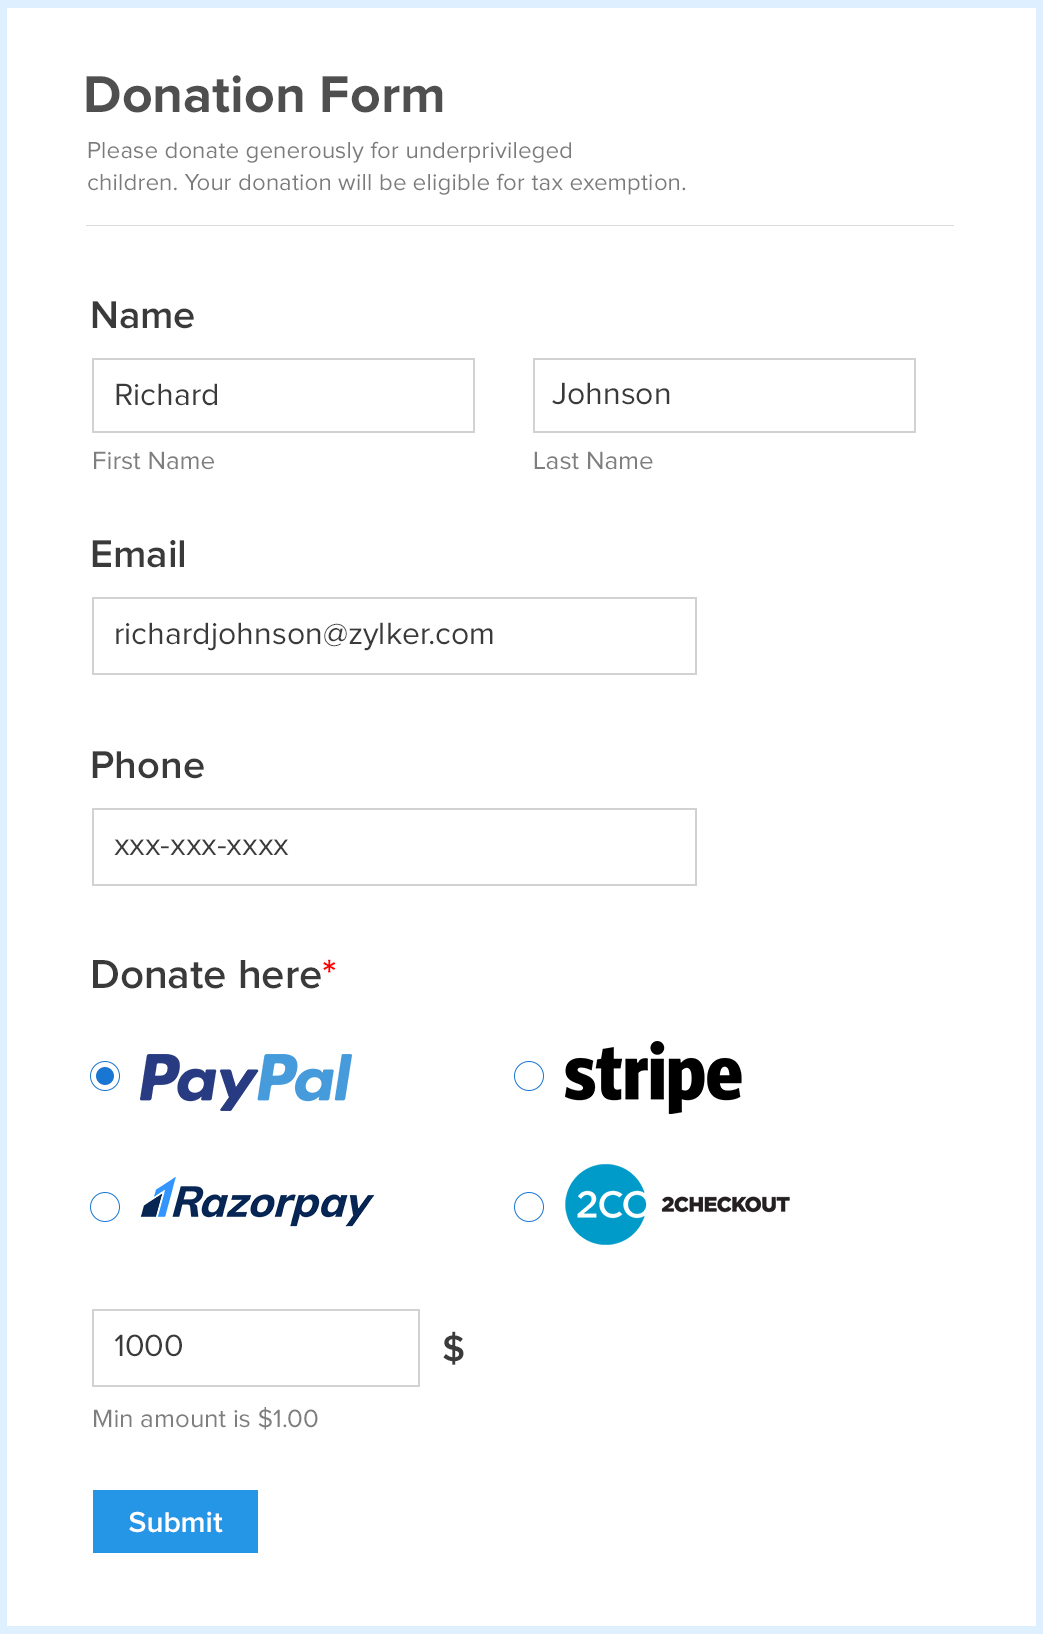 Donation Form
Please donate generously for underprivileged
children. Your donation will be eligible for tax exemption.
Name
Richard
Johnson
First Name
Last Name
Email
richardjohnson@zylker.com
Phone
xxx-xxx-xxxx
Donate here*
PayPal
stripe
Razorpay
2CO 2CHECKOUT
1000 $
Min amount is $1.00
Submit